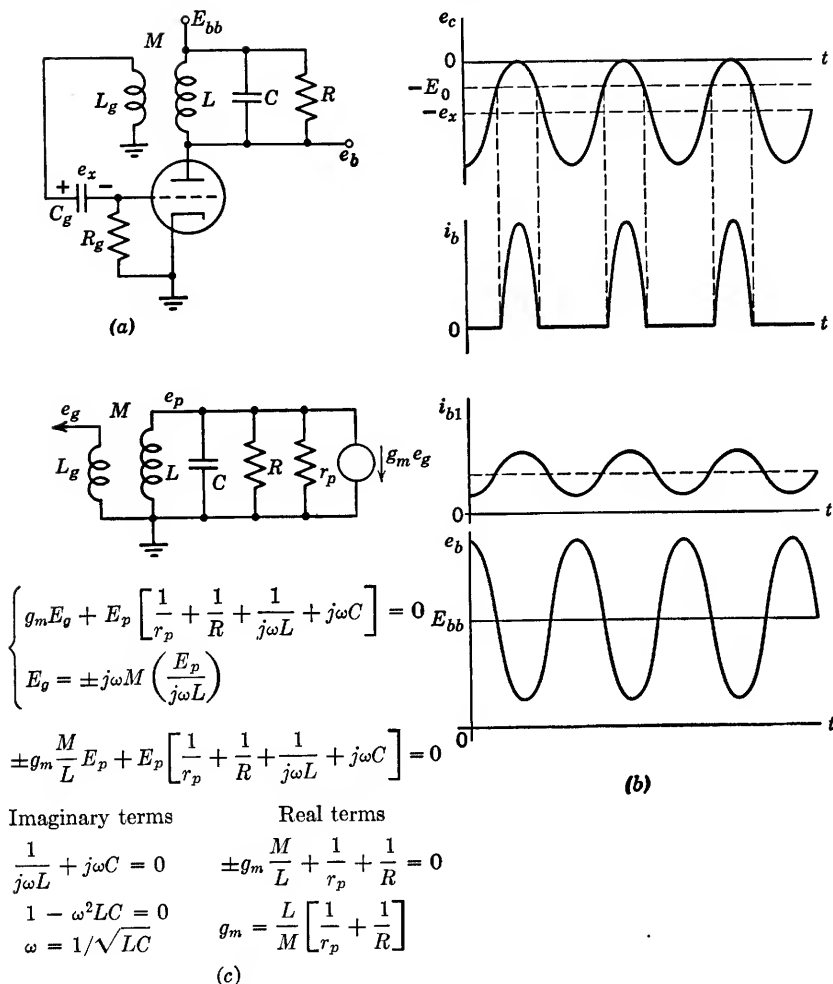 E_bb
M
L_g
L
C
R
e_b
e_x
+
−
C_g
R_g
(a)
e_c
0
t
−E_0
−e_x
i_b
0
t
i_b1
0
t
e_b
E_bb
0
t
(b)
e_g
M
e_p
L_g
L
C
R
r_p
g_m e_g
{ g_m E_g + E_p [1/r_p + 1/R + 1/jωL + jωC] = 0
E_g = ±jωM (E_p/jωL)
±g_m M/L E_p + E_p [1/r_p + 1/R + 1/jωL + jωC] = 0
Imaginary terms
Real terms
1/jωL + jωC = 0
±g_m M/L + 1/r_p + 1/R = 0
1 − ω²LC = 0
ω = 1/√LC
g_m = L/M [1/r_p + 1/R]
(c)